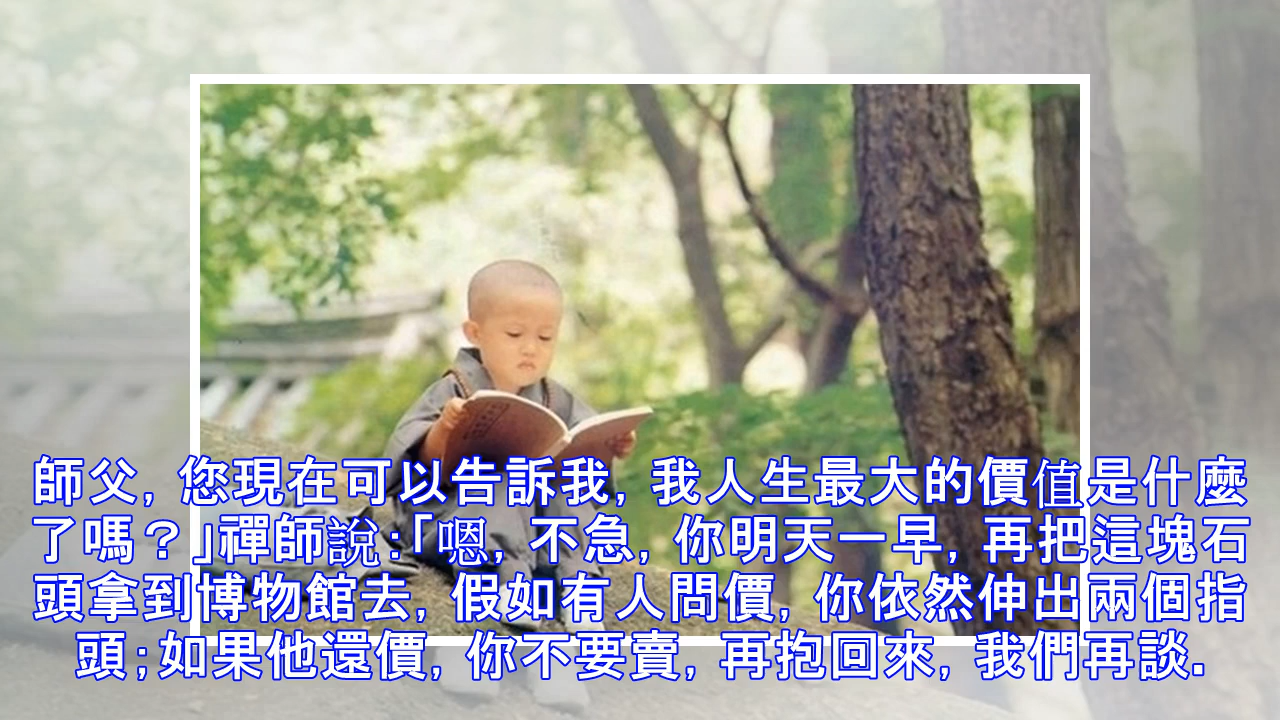 師父, 您現在可以告訴我, 我人生最大的價值是什麼
了嗎？」禪師說:「嗯, 不急, 你明天一早, 再把這塊石
頭拿到博物館去, 假如有人問價, 你依然伸出兩個指
頭;如果他還價, 你不要賣, 再抱回來, 我們再談.